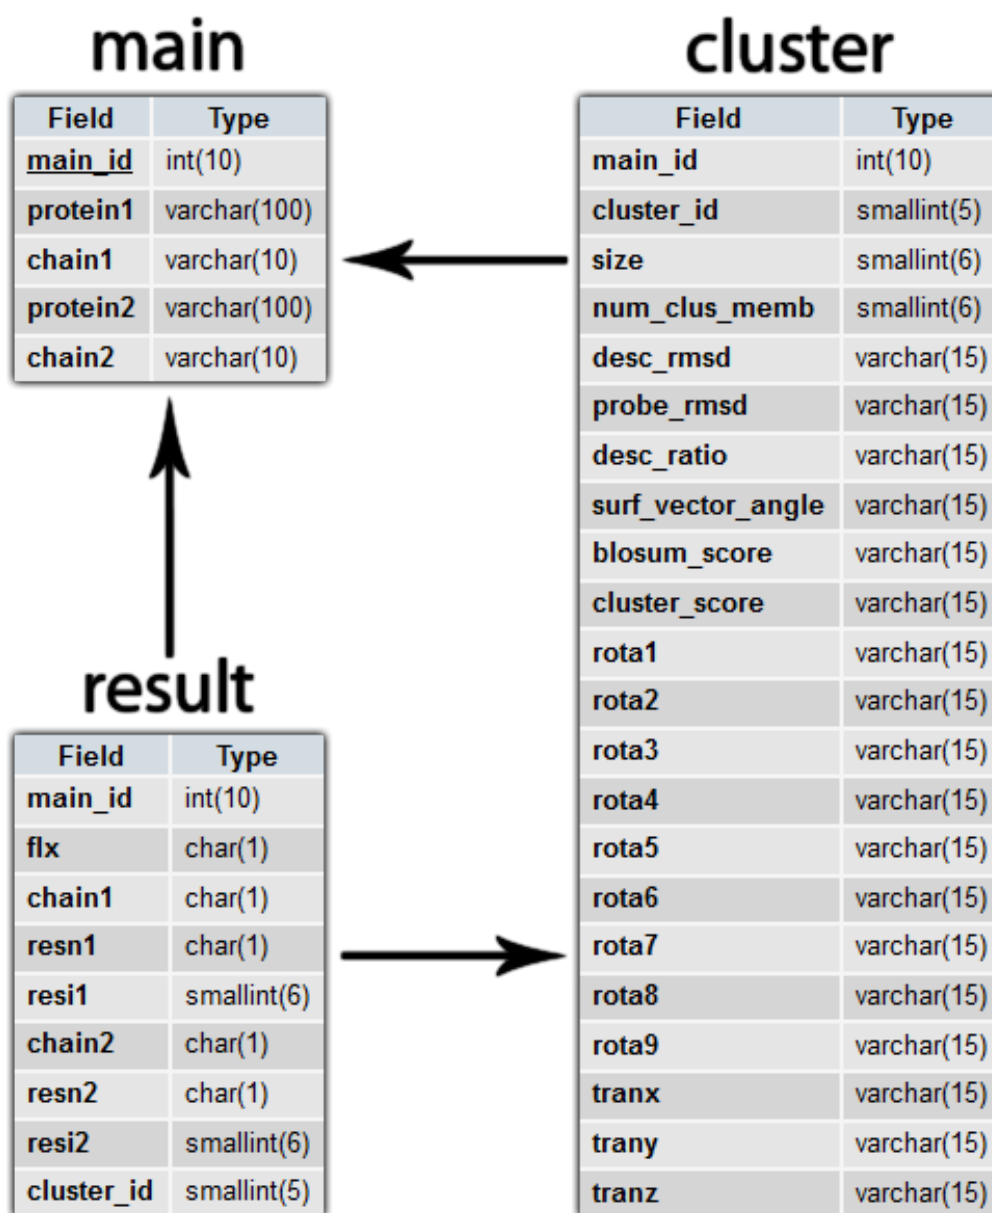 main
Field Type
main_id int(10)
protein1 varchar(100)
chain1 varchar(10)
protein2 varchar(100)
chain2 varchar(10)
cluster
Field Type
main_id int(10)
cluster_id smallint(5)
size smallint(6)
num_clus_memb smallint(6)
desc_rmsd varchar(15)
probe_rmsd varchar(15)
desc_ratio varchar(15)
surf_vector_angle varchar(15)
blosum_score varchar(15)
cluster_score varchar(15)
rota1 varchar(15)
rota2 varchar(15)
rota3 varchar(15)
rota4 varchar(15)
rota5 varchar(15)
rota6 varchar(15)
rota7 varchar(15)
rota8 varchar(15)
rota9 varchar(15)
tranx varchar(15)
trany varchar(15)
tranz varchar(15)
result
Field Type
main_id int(10)
flx char(1)
chain1 char(1)
resn1 char(1)
resi1 smallint(6)
chain2 char(1)
resn2 char(1)
resi2 smallint(6)
cluster_id smallint(5)